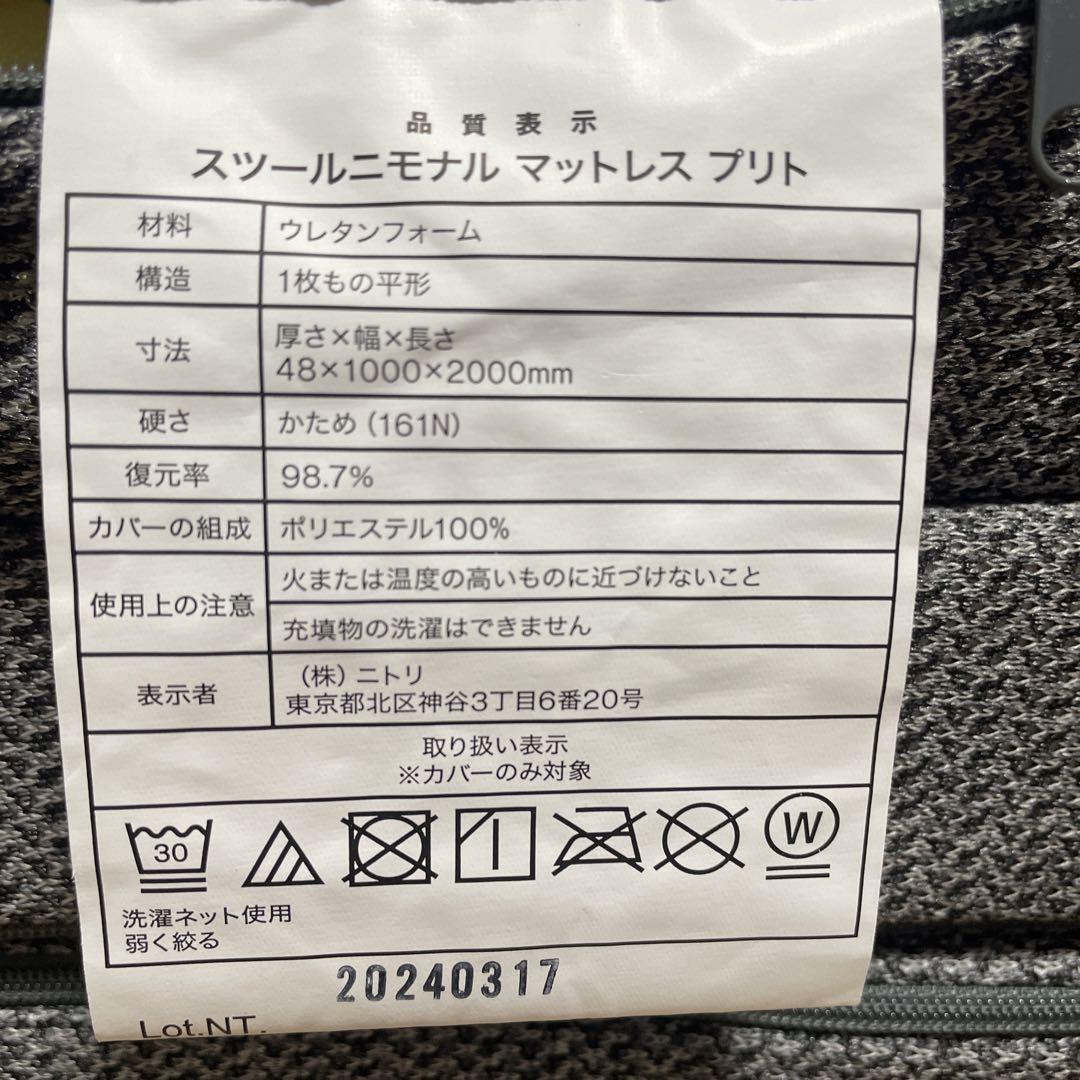 品質表示
スツールニモナル マットレス プリト
材料 ウレタンフォーム
構造 1枚もの平形
寸法 厚さ×幅×長さ
48×1000×2000mm
硬さ かため (161N)
復元率 98.7%
カバーの組成 ポリエステル100%
使用上の注意 火または温度の高いものに近づけないこと
充填物の洗濯はできません
表示者 (株) ニトリ
東京都北区神谷3丁目6番20号
取り扱い表示
※カバーのみ対象
30
W
洗濯ネット使用
弱く絞る
20240317
Lot.NT.